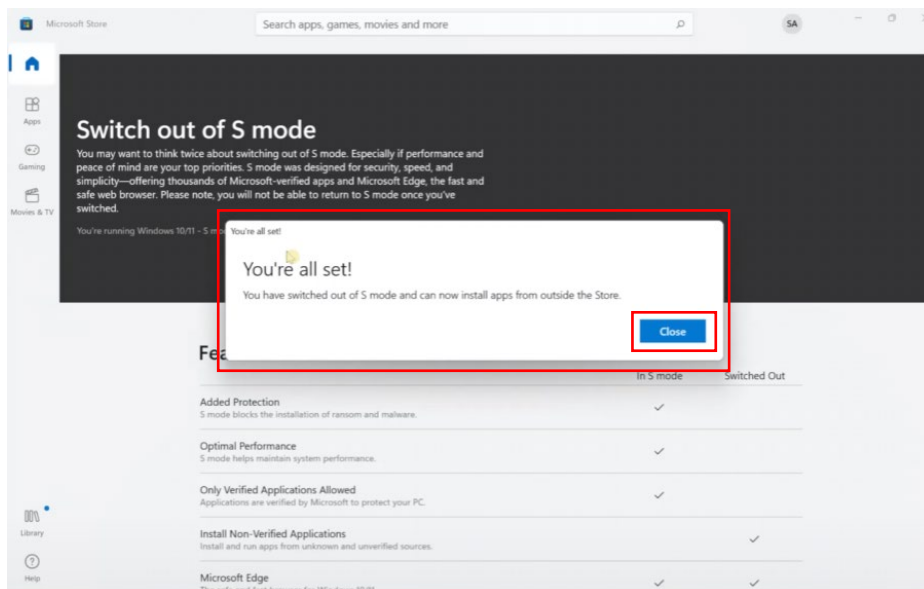 Microsoft Store
Search apps, games, movies and more
SA
Apps
Gaming
Movies & TV
Switch out of S mode
You may want to think twice about switching out of S mode. Especially if performance and
peace of mind are your top priorities. S mode was designed for security, speed, and
simplicity—offering thousands of Microsoft-verified apps and Microsoft Edge, the fast and
safe web browser. Please note, you will not be able to return to S mode once you've
switched.
You're running Windows 10/11 - S
You're all set!
You're all set!
You have switched out of S mode and can now install apps from outside the Store.
Close
In S mode
Switched Out
Added Protection
S mode blocks the installation of ransom and malware.
Optimal Performance
S mode helps maintain system performance.
Only Verified Applications Allowed
Applications are verified by Microsoft to protect your PC.
Install Non-Verified Applications
Install and run apps from unknown and unverified sources.
Microsoft Edge
Library
Help